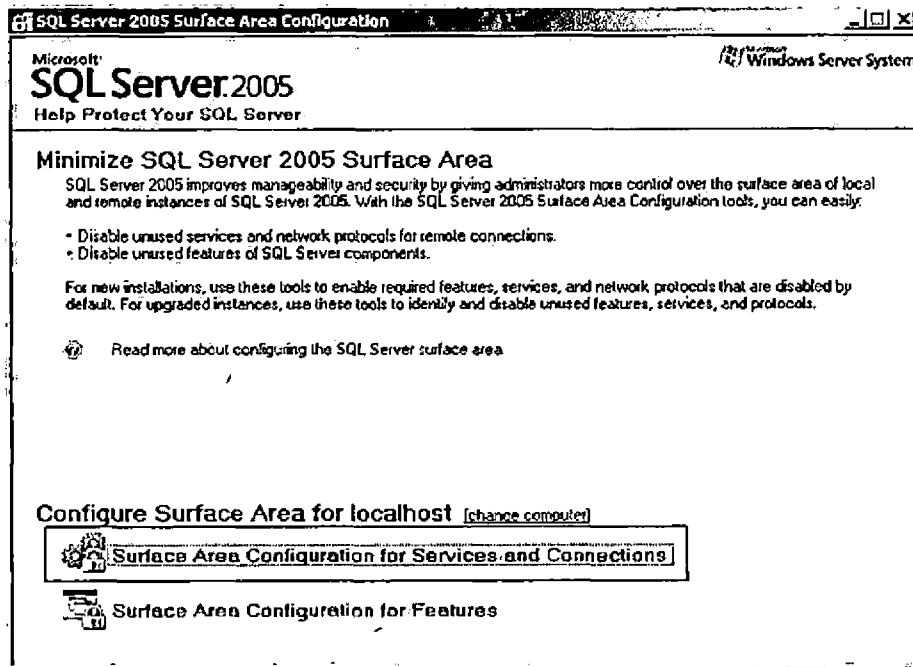 SQL Server 2005 Surface Area Configuration
Microsoft
Windows Server System
SQL Server 2005
Help Protect Your SQL Server
Minimize SQL Server 2005 Surface Area
SQL Server 2005 improves manageability and security by giving administrators more control over the surface area of local
and remote instances of SQL Server 2005. With the SQL Server 2005 Surface Area Configuration tools, you can easily:
• Disable unused services and network protocols for remote connections.
• Disable unused features of SQL Server components.
For new installations, use these tools to enable required features, services, and network protocols that are disabled by
default. For upgraded instances, use these tools to identify and disable unused features, services, and protocols.
Read more about configuring the SQL Server surface area
Configure Surface Area for localhost [change computer]
Surface Area Configuration for Services and Connections
Surface Area Configuration for Features